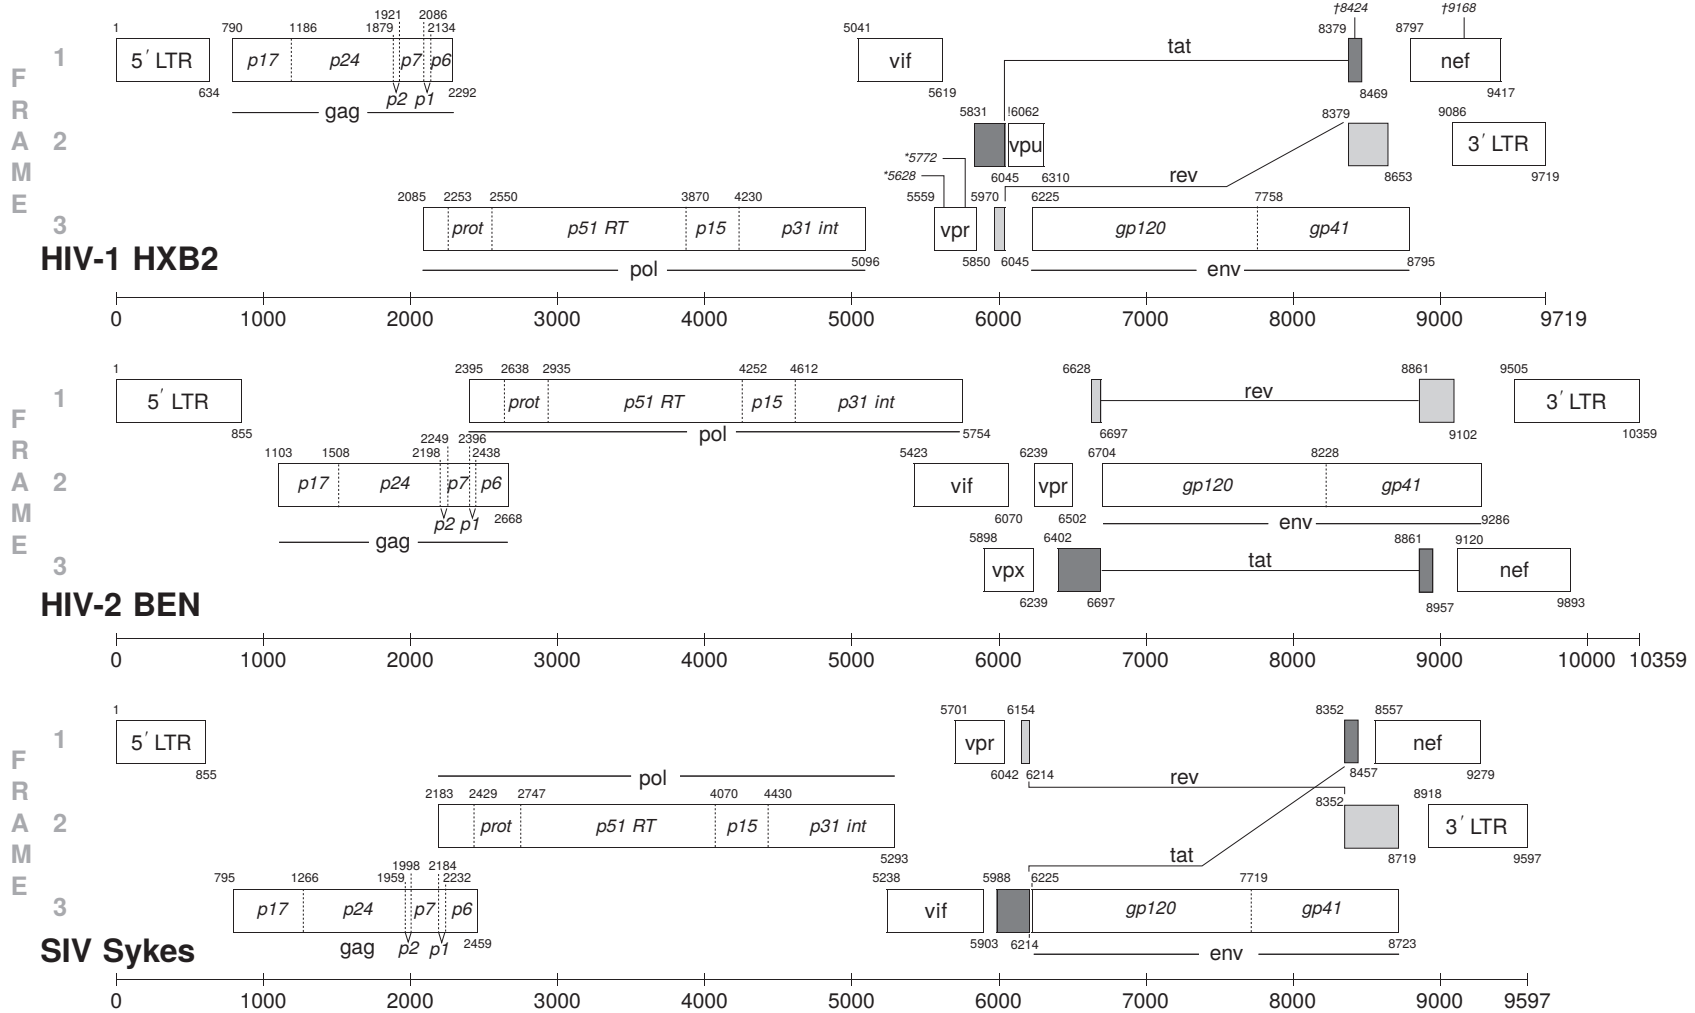 1 790 1186 1921 1879 2086 2134 5041 †8424 8379 8797 †9168
1 5′ LTR p17 p24 p7 p6 vif tat nef
634 gag p2 p1 2292 5619 8469 9417
5831 !6062 8379 9086
2 vpu 3′ LTR
*5772 *5628 6045 6310 rev 8653 9719
2085 2253 2550 3870 4230 5559 5970 6225 7758
3 prot p51 RT p15 p31 int vpr gp120 gp41
pol 5096 5850 6045 env 8795
FRAME
HIV-1 HXB2
0 1000 2000 3000 4000 5000 6000 7000 8000 9000 9719
1 2395 2638 2935 4252 4612 6628 8861 9505
1 5′ LTR prot p51 RT p15 p31 int rev 3′ LTR
855 pol 5754 6697 9102 10359
1103 1508 2249 2198 2396 2438 5423 6239 6704 8228
2 p17 p24 p7 p6 vif vpr gp120 gp41
gag p2 p1 2668 6070 6502 env 9286
5898 6402 8861 9120
3 vpx tat nef
6239 6697 8957 9893
FRAME
HIV-2 BEN
0 1000 2000 3000 4000 5000 6000 7000 8000 9000 10000 10359
1 5701 6154 8352 8557
1 5′ LTR vpr nef
855 6042 6214 rev 8457 9279
pol
2183 2429 2747 4070 4430 8352 8918
2 prot p51 RT p15 p31 int 3′ LTR
5293 tat 8719 9597
795 1266 1998 1959 2184 2232 5238 5988 6225 7719
3 p17 p24 p7 p6 vif gp120 gp41
gag p2 p1 2459 5903 6214 env 8723
FRAME
SIV Sykes
0 1000 2000 3000 4000 5000 6000 7000 8000 9000 9597